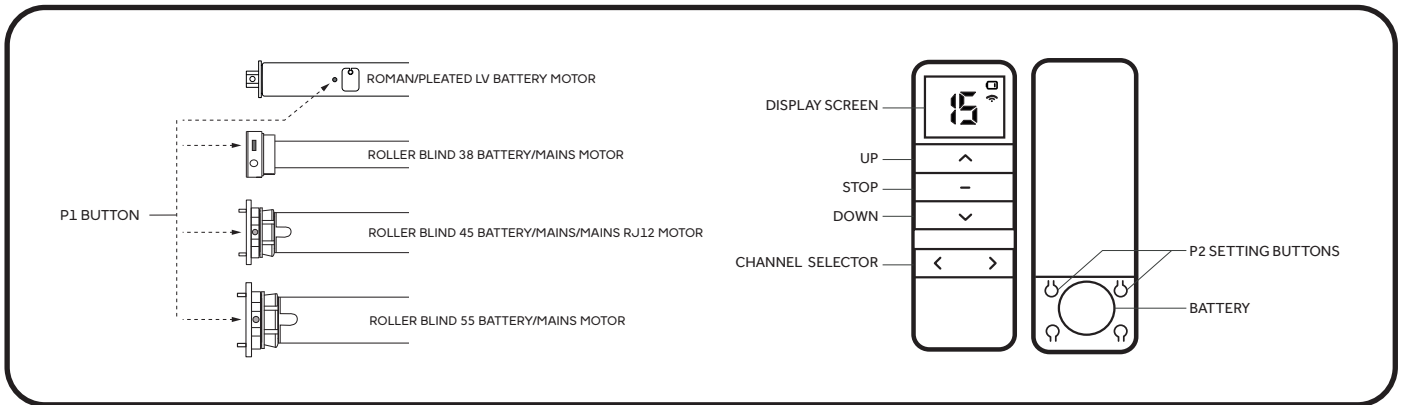 ROMAN/PLEATED LV BATTERY MOTOR
ROLLER BLIND 38 BATTERY/MAINS MOTOR
P1 BUTTON
ROLLER BLIND 45 BATTERY/MAINS/MAINS RJ12 MOTOR
ROLLER BLIND 55 BATTERY/MAINS MOTOR
DISPLAY SCREEN
15
UP
STOP
DOWN
CHANNEL SELECTOR
P2 SETTING BUTTONS
BATTERY